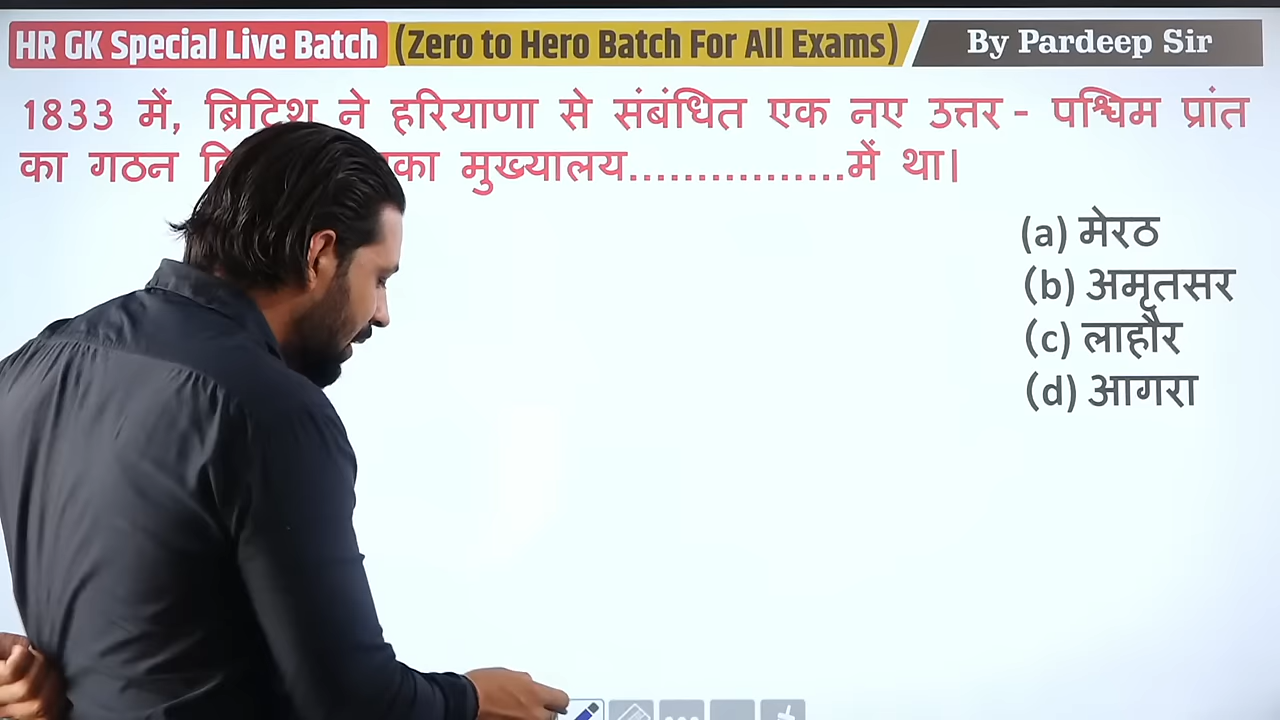 HR GK Special Live Batch (Zero to Hero Batch For All Exams) By Pardeep Sir
1833 में, ब्रिटिश ने हरियाणा से संबंधित एक नए उत्तर - पश्चिम प्रांत
का गठन मुख्यालय................में था।
(a) मेरठ
(b) अमृतसर
(c) लाहौर
(d) आगरा